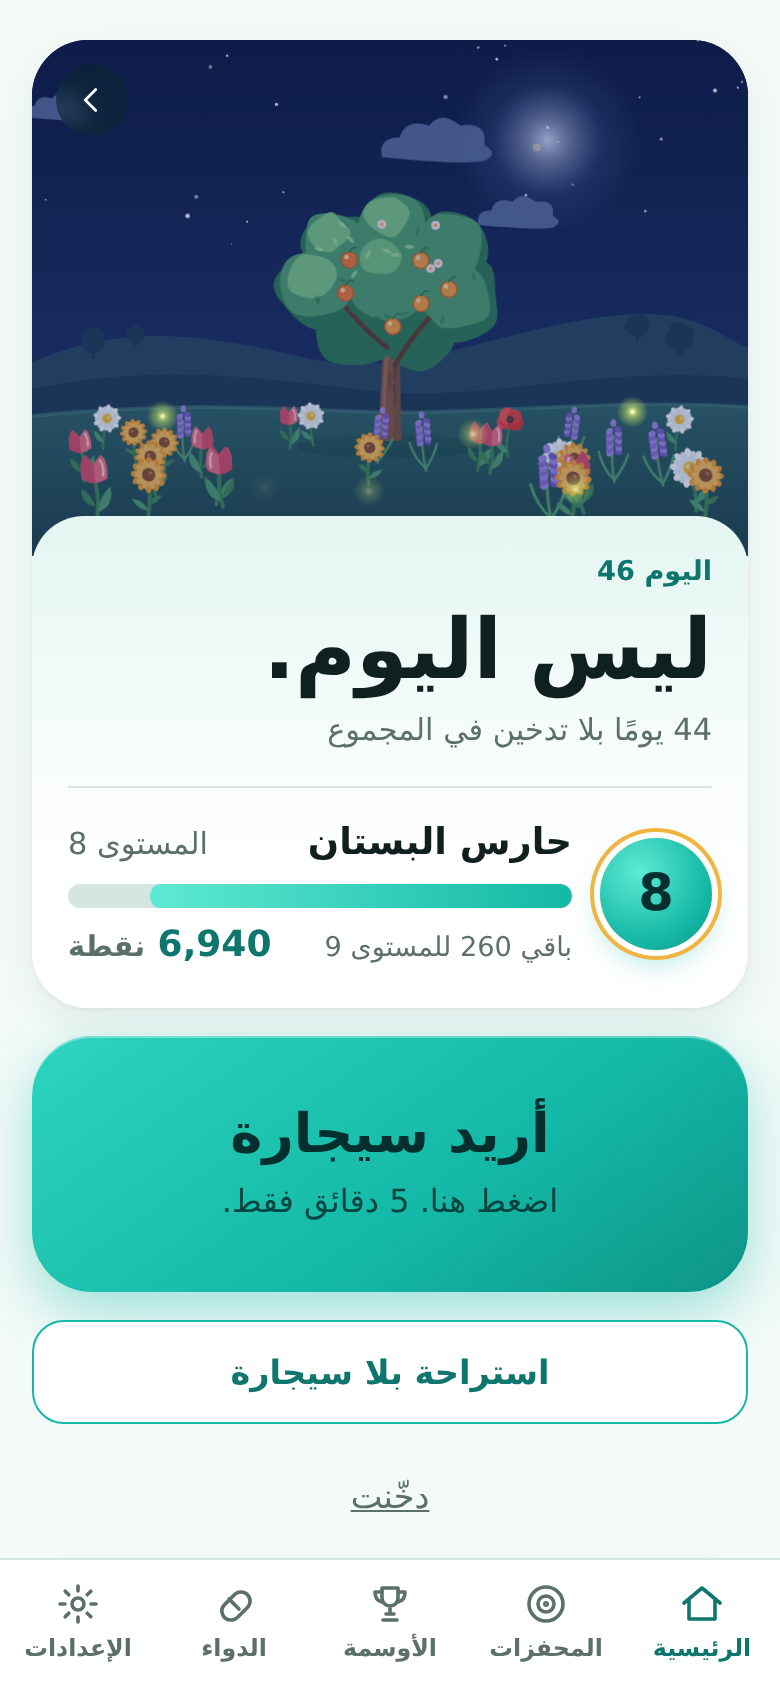 اليوم 46
ليس اليوم.
44 يومًا بلا تدخين في المجموع
8
حارس البستان
المستوى 8
باقي 260 للمستوى 9
6,940 نقطة
أريد سيجارة
اضغط هنا. 5 دقائق فقط.
استراحة بلا سيجارة
دخّنت
الرئيسية
المحفزات
الأوسمة
الدواء
الإعدادات